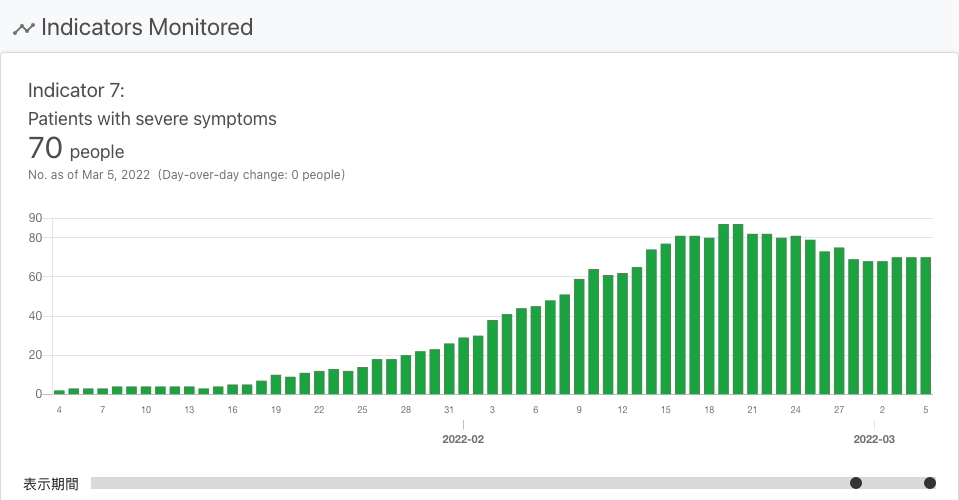 Indicators Monitored
Indicator 7:
Patients with severe symptoms
70 people
No. as of Mar 5, 2022 (Day-over-day change: 0 people)
90
80
60
40
20
0
4 7 10 13 16 19 22 25 28 31 3 6 9 12 15 18 21 24 27 2 5
2022-02 2022-03
表示期間